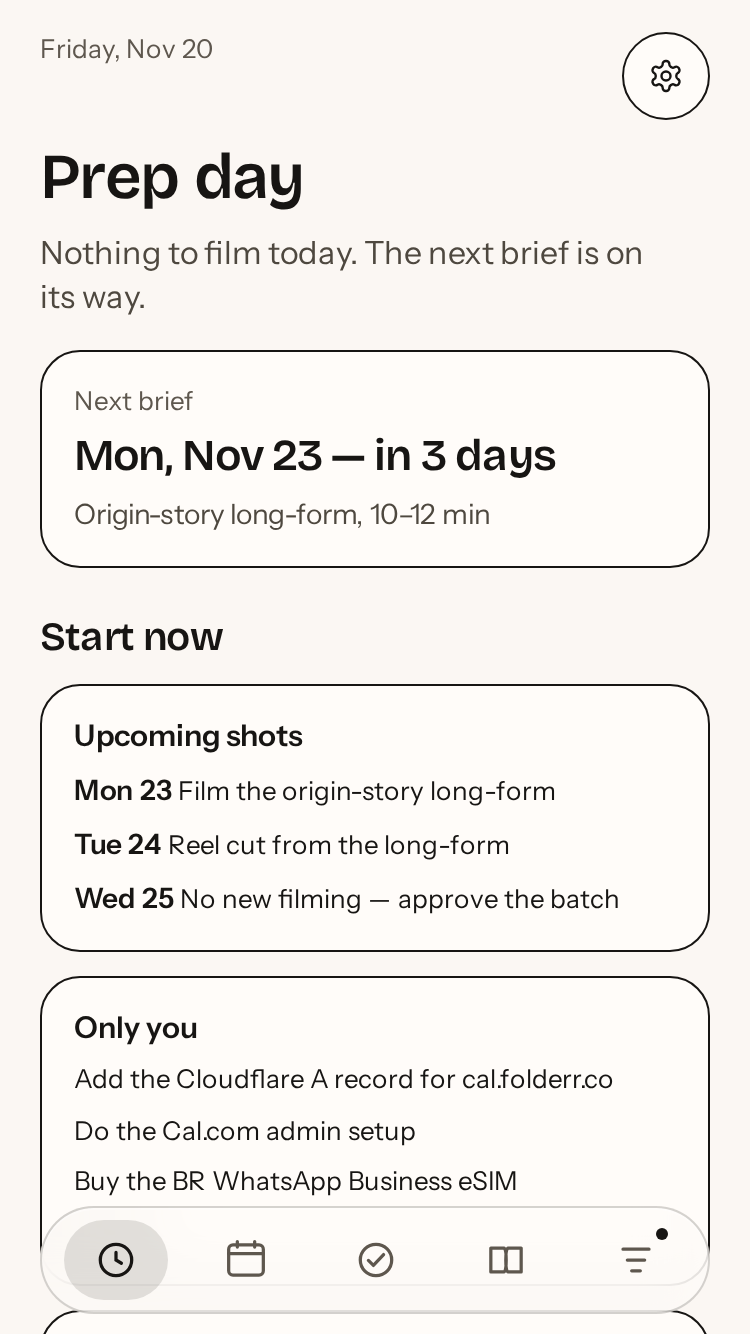 Friday, Nov 20
Prep day
Nothing to film today. The next brief is on
its way.
Next brief
Mon, Nov 23 — in 3 days
Origin-story long-form, 10–12 min
Start now
Upcoming shots
Mon 23 Film the origin-story long-form
Tue 24 Reel cut from the long-form
Wed 25 No new filming — approve the batch
Only you
Add the Cloudflare A record for cal.folderr.co
Do the Cal.com admin setup
Buy the BR WhatsApp Business eSIM